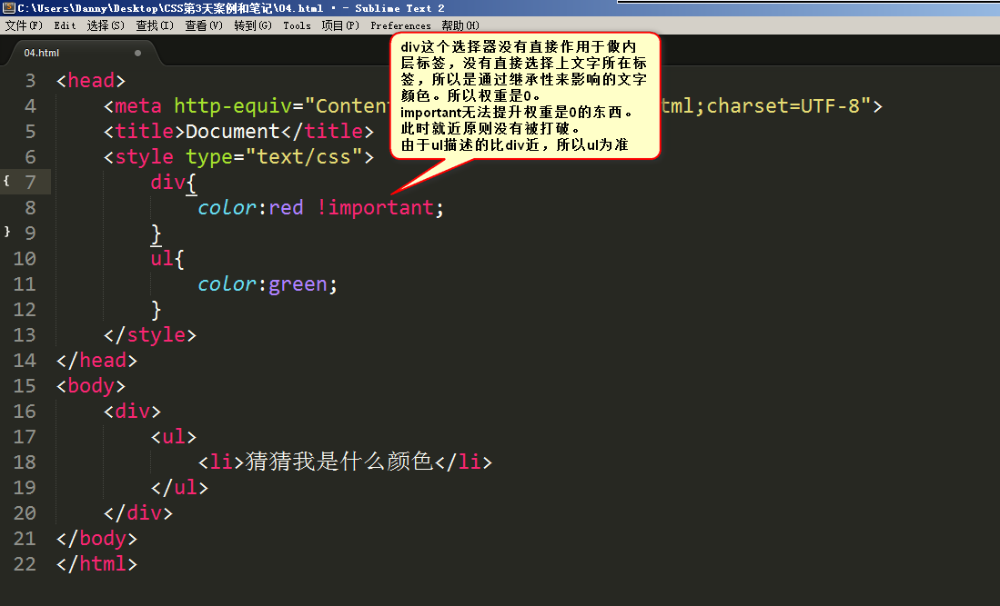 C:\Users\Danny\Desktop\CSS第3天案例和笔记\04.html • - Sublime Text 2
文件(F) Edit 选择(S) 查找(I) 查看(V) 转到(G) Tools 项目(P) Preferences 帮助(H)
04.html
div这个选择器没有直接作用于做内
层标签，没有直接选择上文字所在标
签，所以是通过继承性来影响的文字
颜色。所以权重是0。
important无法提升权重是0的东西。
此时就近原则没有被打破。
由于ul描述的比div近，所以ul为准
3 <head>
4 <meta http-equiv="Conten tml;charset=UTF-8">
5 <title>Document</title>
6 <style type="text/css">
{ 7 div{
8 color:red !important;
} 9 }
10 ul{
11 color:green;
12 }
13 </style>
14 </head>
15 <body>
16 <div>
17 <ul>
18 <li>猜猜我是什么颜色</li>
19 </ul>
20 </div>
21 </body>
22 </html>